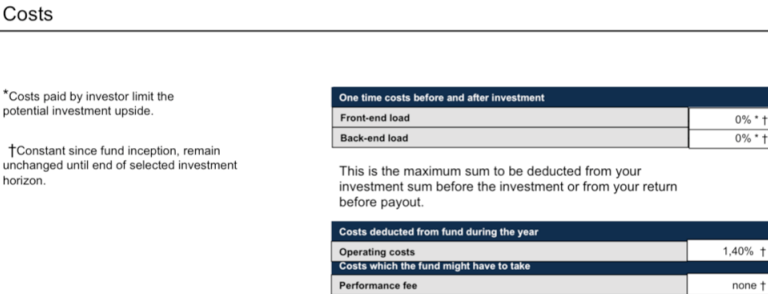 Costs
*Costs paid by investor limit the
potential investment upside.
†Constant since fund inception, remain
unchanged until end of selected investment
horizon.
One time costs before and after investment
Front-end load 0% * †
Back-end load 0% * †
This is the maximum sum to be deducted from your
investment sum before the investment or from your return
before payout.
Costs deducted from fund during the year
Operating costs 1,40% †
Costs which the fund might have to take
Performance fee none †